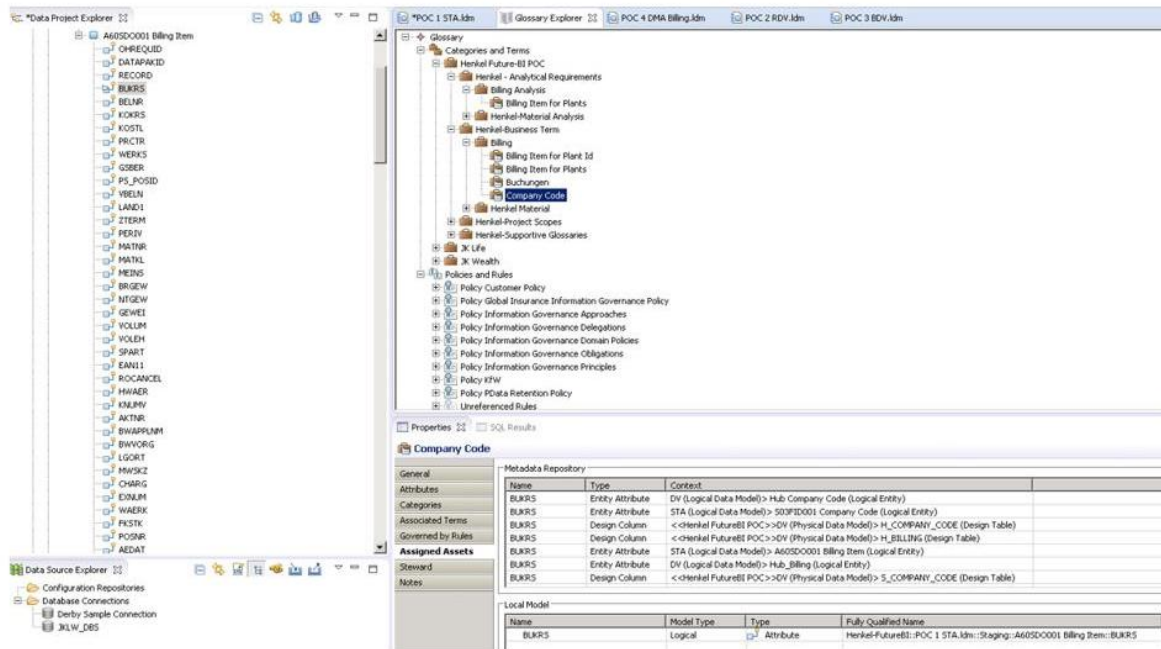 *Data Project Explorer
A60SDO001 Billing Item
OHREQUID
DATAPAKID
RECORD
BUKRS
BELNR
KOKRS
KOSTL
PRCTR
WERKS
GSBER
PS_POSID
VBELN
LAND1
ZTERM
PERIV
MATNR
MATKL
MEINS
BRGEW
NTGEW
GEWEI
VOLUM
VOLEH
SPART
EAN11
ROCANCEL
HWAER
KNUMV
AKTNR
BWAPPLNM
BWVORG
LGORT
MWSKZ
CHARG
EXNUM
WAERK
FKSTK
POSNR
AEDAT
Data Source Explorer
Configuration Repositories
Database Connections
Derby Sample Connection
JKLW_DBS
*POC 1 STA.ldm Glossary Explorer POC 4 DMA Billing.ldm POC 2 RDV.ldm POC 3 BDV.ldm
Glossary
Categories and Terms
Henkel Future-BI POC
Henkel - Analytical Requirements
Billing Analysis
Billing Item for Plants
Henkel-Material Analysis
Henkel-Business Term
Billing
Billing Item for Plant Id
Billing Item for Plants
Buchungen
Company Code
Henkel Material
Henkel-Project Scopes
Henkel-Supportive Glossaries
JK Life
JK Wealth
Policies and Rules
Policy Customer Policy
Policy Global Insurance Information Governance Policy
Policy Information Governance Approaches
Policy Information Governance Delegations
Policy Information Governance Domain Policies
Policy Information Governance Obligations
Policy Information Governance Principles
Policy KfW
Policy PData Retention Policy
Unreferenced Rules
Properties SQL Results
Company Code
General
Attributes
Categories
Associated Terms
Governed by Rules
Assigned Assets
Steward
Notes
Metadata Repository
Name Type Context
BUKRS Entity Attribute DV (Logical Data Model)> Hub Company Code (Logical Entity)
BUKRS Entity Attribute STA (Logical Data Model)> S03FID001 Company Code (Logical Entity)
BUKRS Design Column <<Henkel FutureBI POC>>DV (Physical Data Model)> H_COMPANY_CODE (Design Table)
BUKRS Design Column <<Henkel FutureBI POC>>DV (Physical Data Model)> H_BILLING (Design Table)
BUKRS Entity Attribute STA (Logical Data Model)> A60SDO001 Billing Item (Logical Entity)
BUKRS Entity Attribute DV (Logical Data Model)> Hub_Billing (Logical Entity)
BUKRS Design Column <<Henkel FutureBI POC>>DV (Physical Data Model)> S_COMPANY_CODE (Design Table)
Local Model
Name Model Type Type Fully Qualified Name
BUKRS Logical Attribute Henkel-FutureBI::POC 1 STA.ldm::Staging::A60SDO001 Billing Item::BUKRS